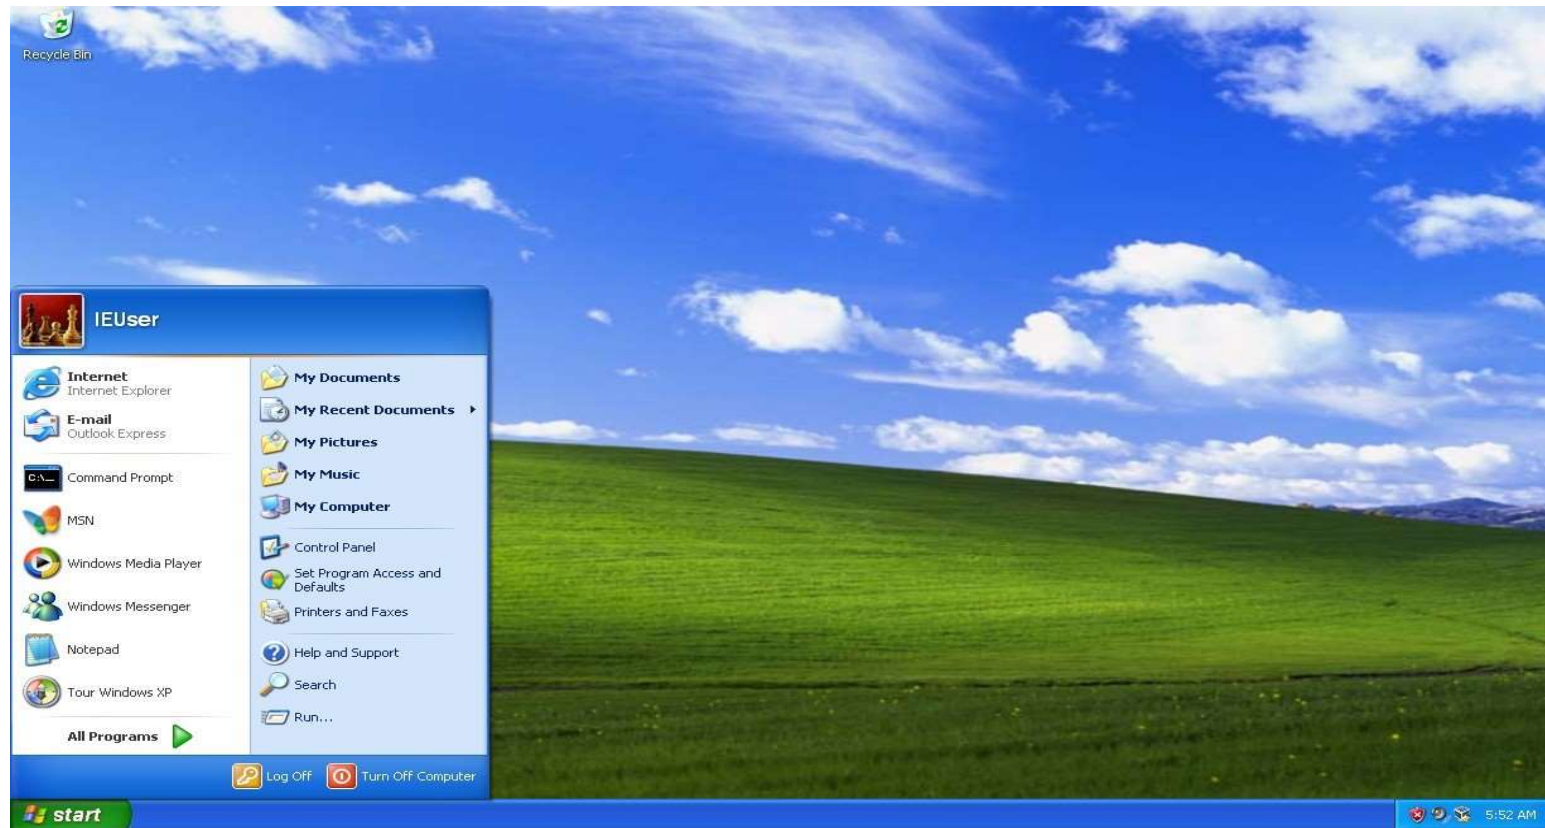 Recycle Bin
IEUser
Internet
Internet Explorer
E-mail
Outlook Express
Command Prompt
MSN
Windows Media Player
Windows Messenger
Notepad
Tour Windows XP
All Programs
My Documents
My Recent Documents
My Pictures
My Music
My Computer
Control Panel
Set Program Access and
Defaults
Printers and Faxes
Help and Support
Search
Run...
Log Off
Turn Off Computer
start
5:52 AM